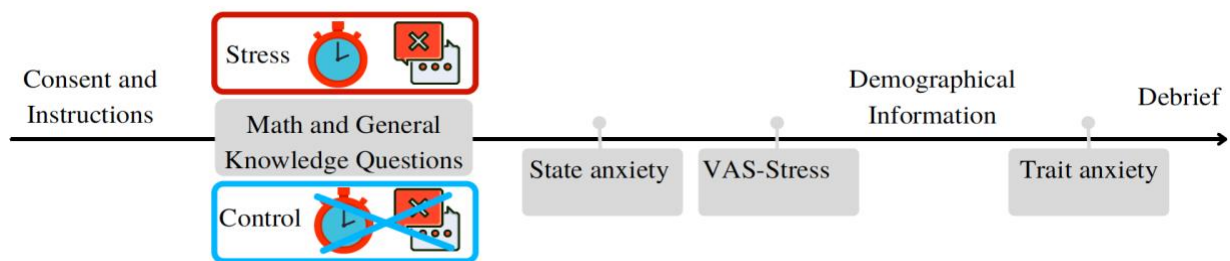 Consent and
Instructions
Stress
Math and General
Knowledge Questions
Control
State anxiety
VAS-Stress
Demographical
Information
Trait anxiety
Debrief